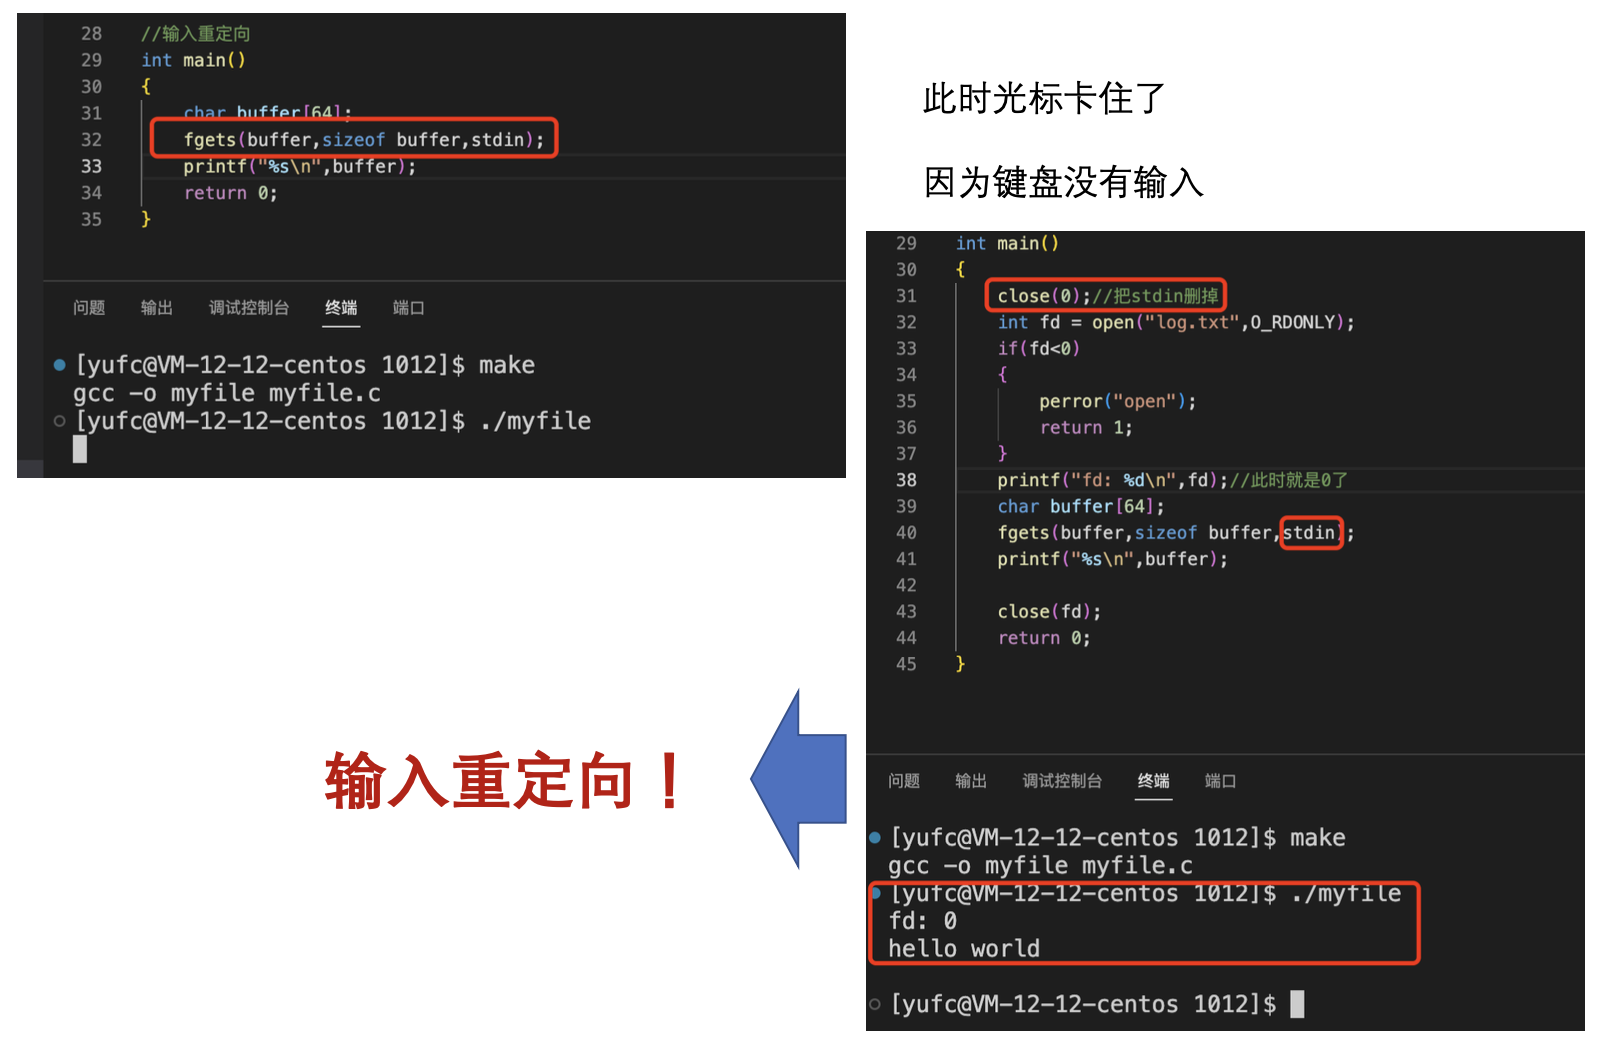 28 //输入重定向
29 int main()
30 {
31 char buffer[64];
32 fgets(buffer,sizeof buffer,stdin);
33 printf("%s\n",buffer);
34 return 0;
35 }
问题 输出 调试控制台 终端 端口
[yufc@VM-12-12-centos 1012]$ make
gcc -o myfile myfile.c
[yufc@VM-12-12-centos 1012]$ ./myfile
此时光标卡住了
因为键盘没有输入
29 int main()
30 {
31 close(0);//把stdin删掉
32 int fd = open("log.txt",O_RDONLY);
33 if(fd<0)
34 {
35 perror("open");
36 return 1;
37 }
38 printf("fd: %d\n",fd);//此时就是0了
39 char buffer[64];
40 fgets(buffer,sizeof buffer,stdin);
41 printf("%s\n",buffer);
42
43 close(fd);
44 return 0;
45 }
问题 输出 调试控制台 终端 端口
[yufc@VM-12-12-centos 1012]$ make
gcc -o myfile myfile.c
[yufc@VM-12-12-centos 1012]$ ./myfile
fd: 0
hello world
[yufc@VM-12-12-centos 1012]$
输入重定向！